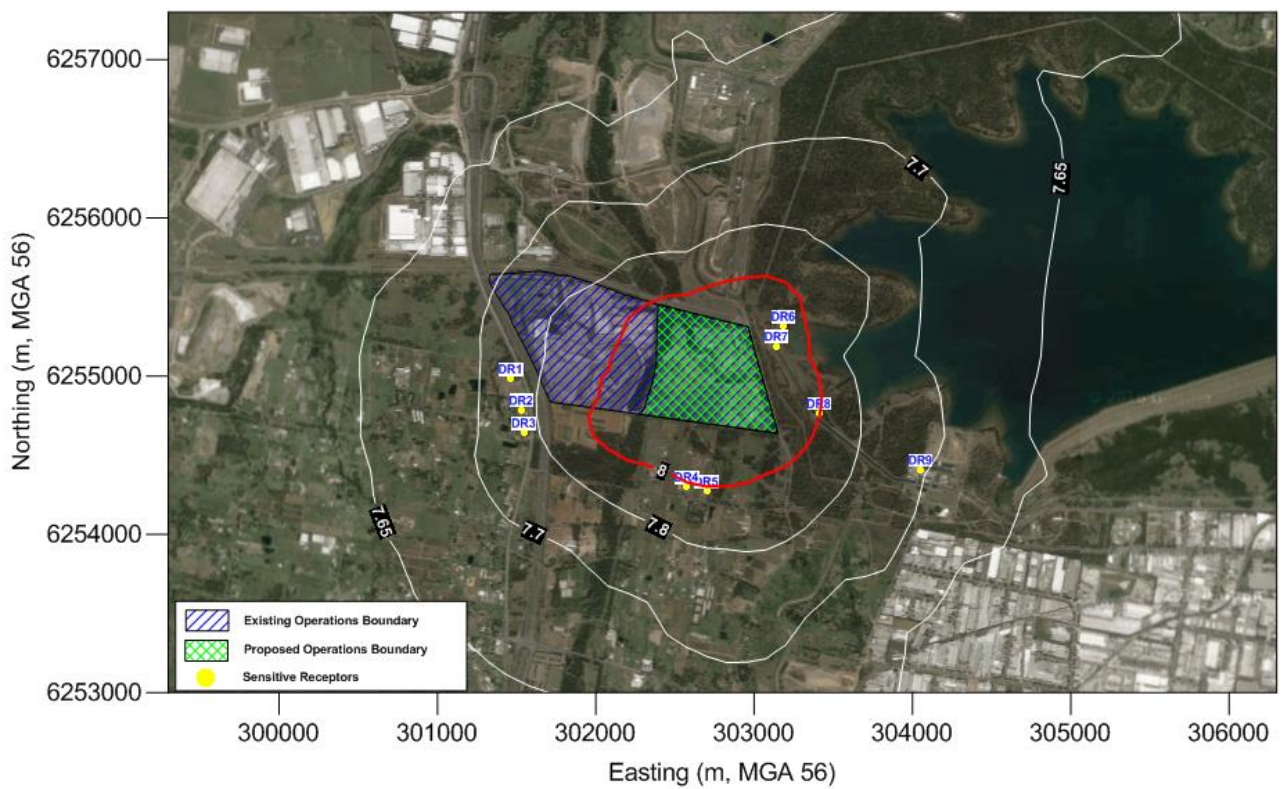 6257000
6256000
6255000
6254000
6253000
Northing (m, MGA 56)
7.7
7.65
DR6
DR7
DR1
DR2
DR3
DR8
DR9
8
DR4
DR5
7.65
7.7
7.8
Existing Operations Boundary
Proposed Operations Boundary
Sensitive Receptors
300000 301000 302000 303000 304000 305000 306000
Easting (m, MGA 56)